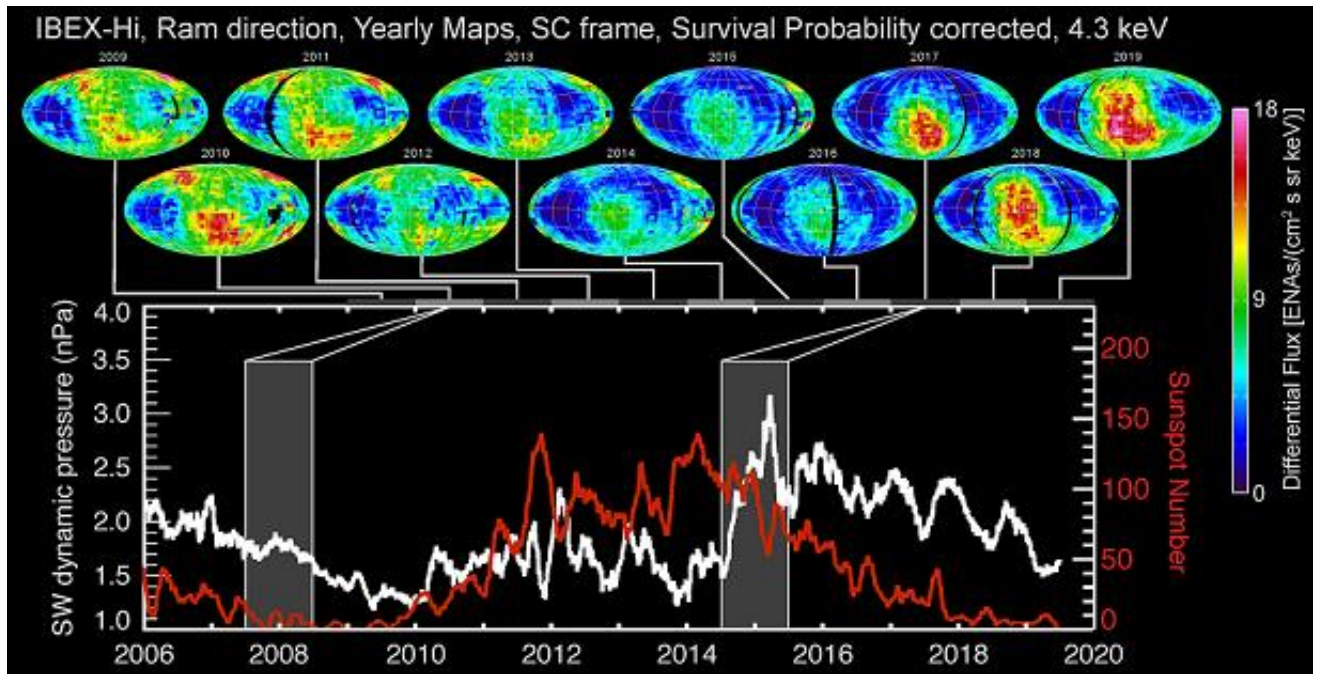 IBEX-Hi, Ram direction, Yearly Maps, SC frame, Survival Probability corrected, 4.3 keV
2009 2011 2013 2015 2017 2019
2010 2012 2014 2016 2018
18
9
0
Differential Flux [ENAs/(cm² s sr keV)]
SW dynamic pressure (nPa)
4.0
3.5
3.0
2.5
2.0
1.5
1.0
200
150
100
50
0
Sunspot Number
2006 2008 2010 2012 2014 2016 2018 2020